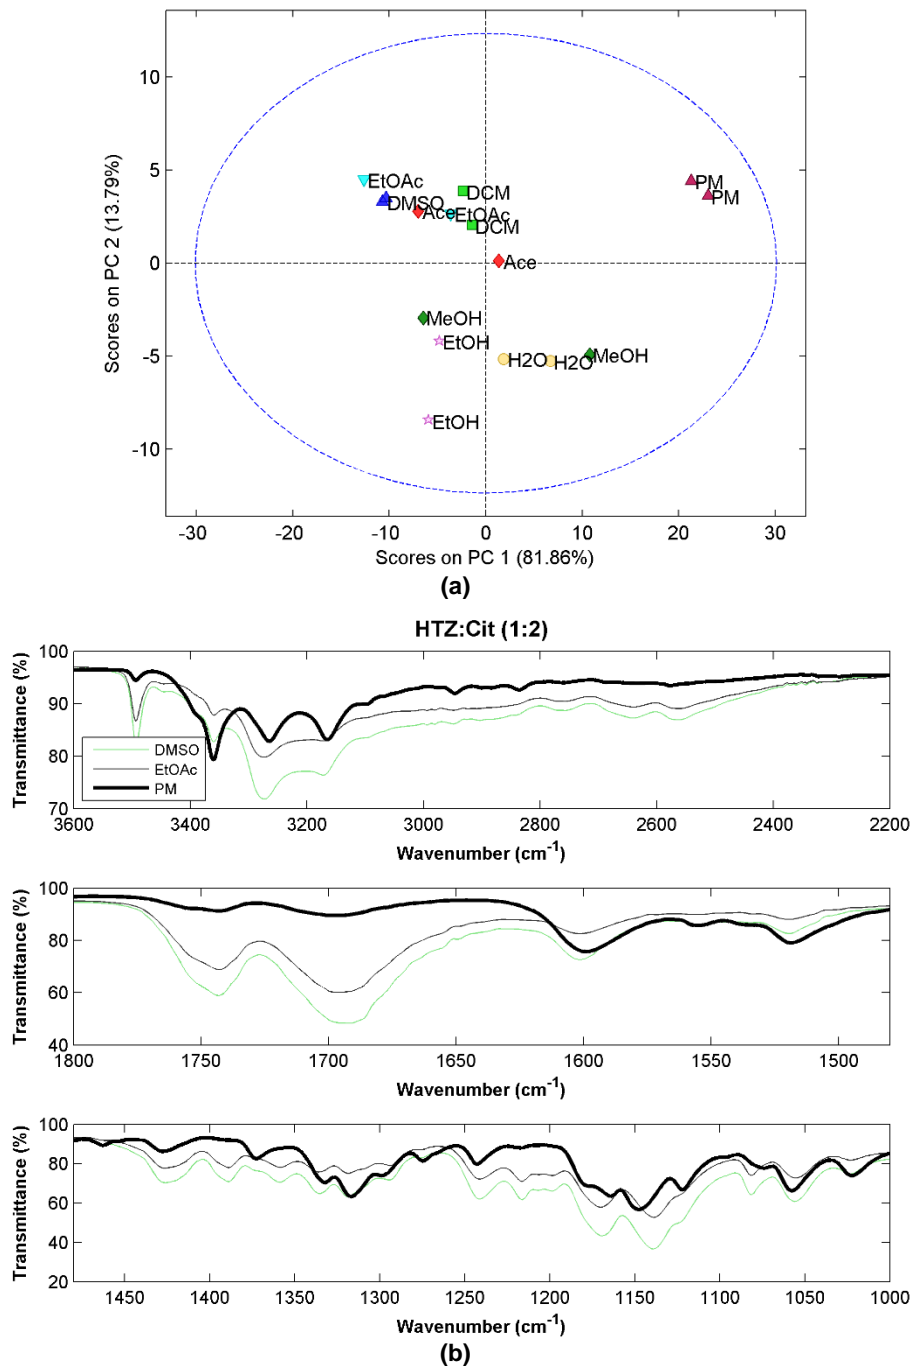 10
5
0
-5
-10
Scores on PC 2 (13.79%)
EtOAc
DMSO
Ace
EtOAc
DCM
DCM
Ace
PM
PM
MeOH
EtOH
H2O
H2O
MeOH
EtOH
-30 -20 -10 0 10 20 30
Scores on PC 1 (81.86%)
(a)
HTZ:Cit (1:2)
Transmittance (%)
100
90
80
70
DMSO
EtOAc
PM
3600 3400 3200 3000 2800 2600 2400 2200
Wavenumber (cm-1)
Transmittance (%)
100
80
60
40
1800 1750 1700 1650 1600 1550 1500
Wavenumber (cm-1)
Transmittance (%)
100
80
60
40
20
1450 1400 1350 1300 1250 1200 1150 1100 1050 1000
Wavenumber (cm-1)
(b)